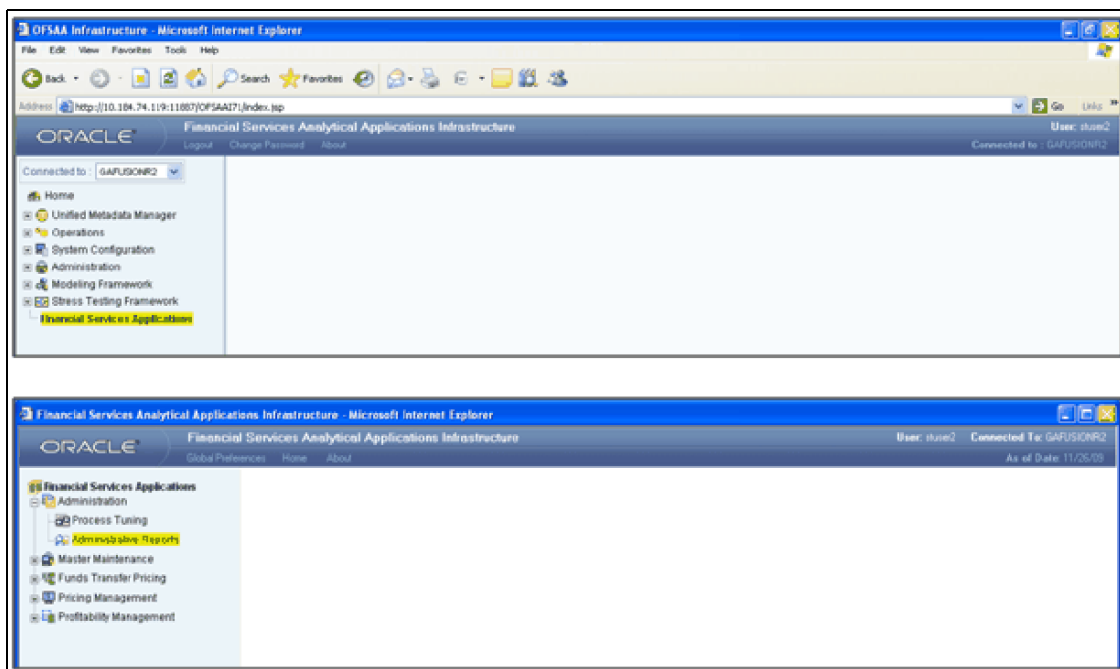 OFSAA Infrastructure - Microsoft Internet Explorer
File Edit View Favorites Tools Help
Back Search Favorites
Address http://10.184.74.119:11887/OFSAAI71/index.jsp Go Links
ORACLE Financial Services Analytical Applications Infrastructure User: stuser2
Logout Change Password About Connected to : GAFUSIONR2
Connected to : GAFUSIONR2
Home
Unified Metadata Manager
Operations
System Configuration
Administration
Modeling Framework
Stress Testing Framework
Financial Services Applications
Financial Services Analytical Applications Infrastructure - Microsoft Internet Explorer
ORACLE Financial Services Analytical Applications Infrastructure User: stuser2 Connected To: GAFUSIONR2
Global Preferences Home About As of Date: 11/26/09
Financial Services Applications
Administration
Process Tuning
Administrative Reports
Master Maintenance
Funds Transfer Pricing
Pricing Management
Profitability Management